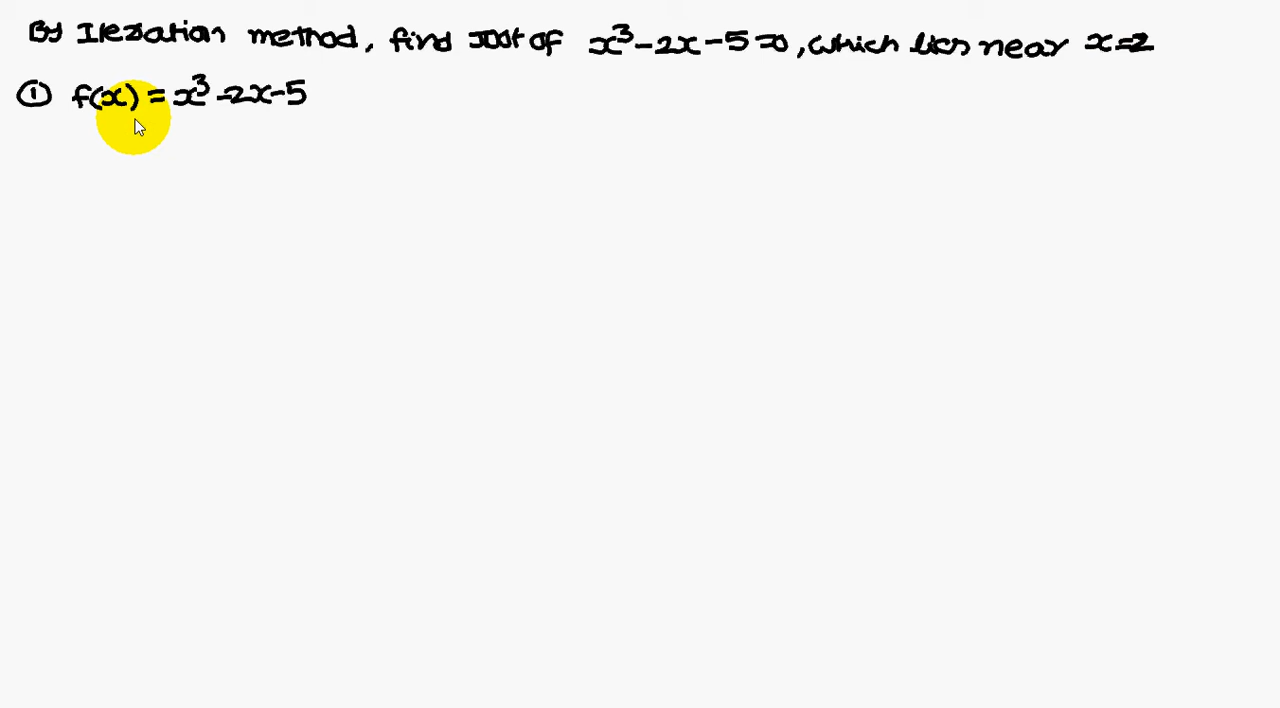 By Iteration method, find root of x³-2x-5=0, which lies near x=2
① f(x) = x³-2x-5